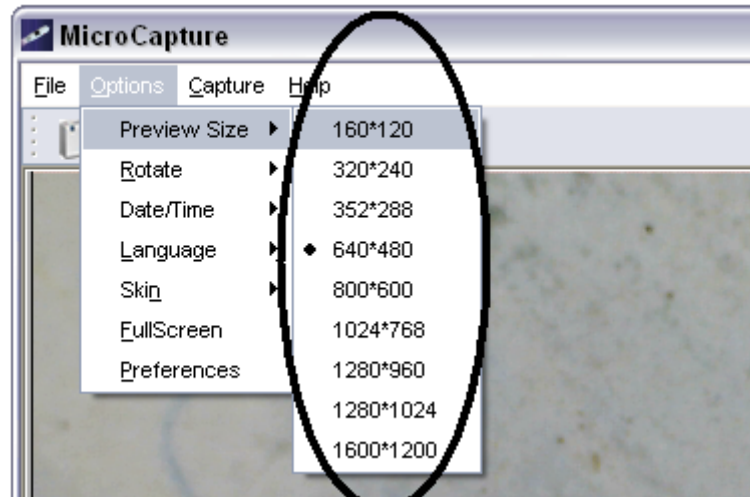 MicroCapture
File Options Capture Help
Preview Size 160*120
Rotate 320*240
Date/Time 352*288
Language 640*480
Skin 800*600
FullScreen 1024*768
Preferences 1280*960
1280*1024
1600*1200